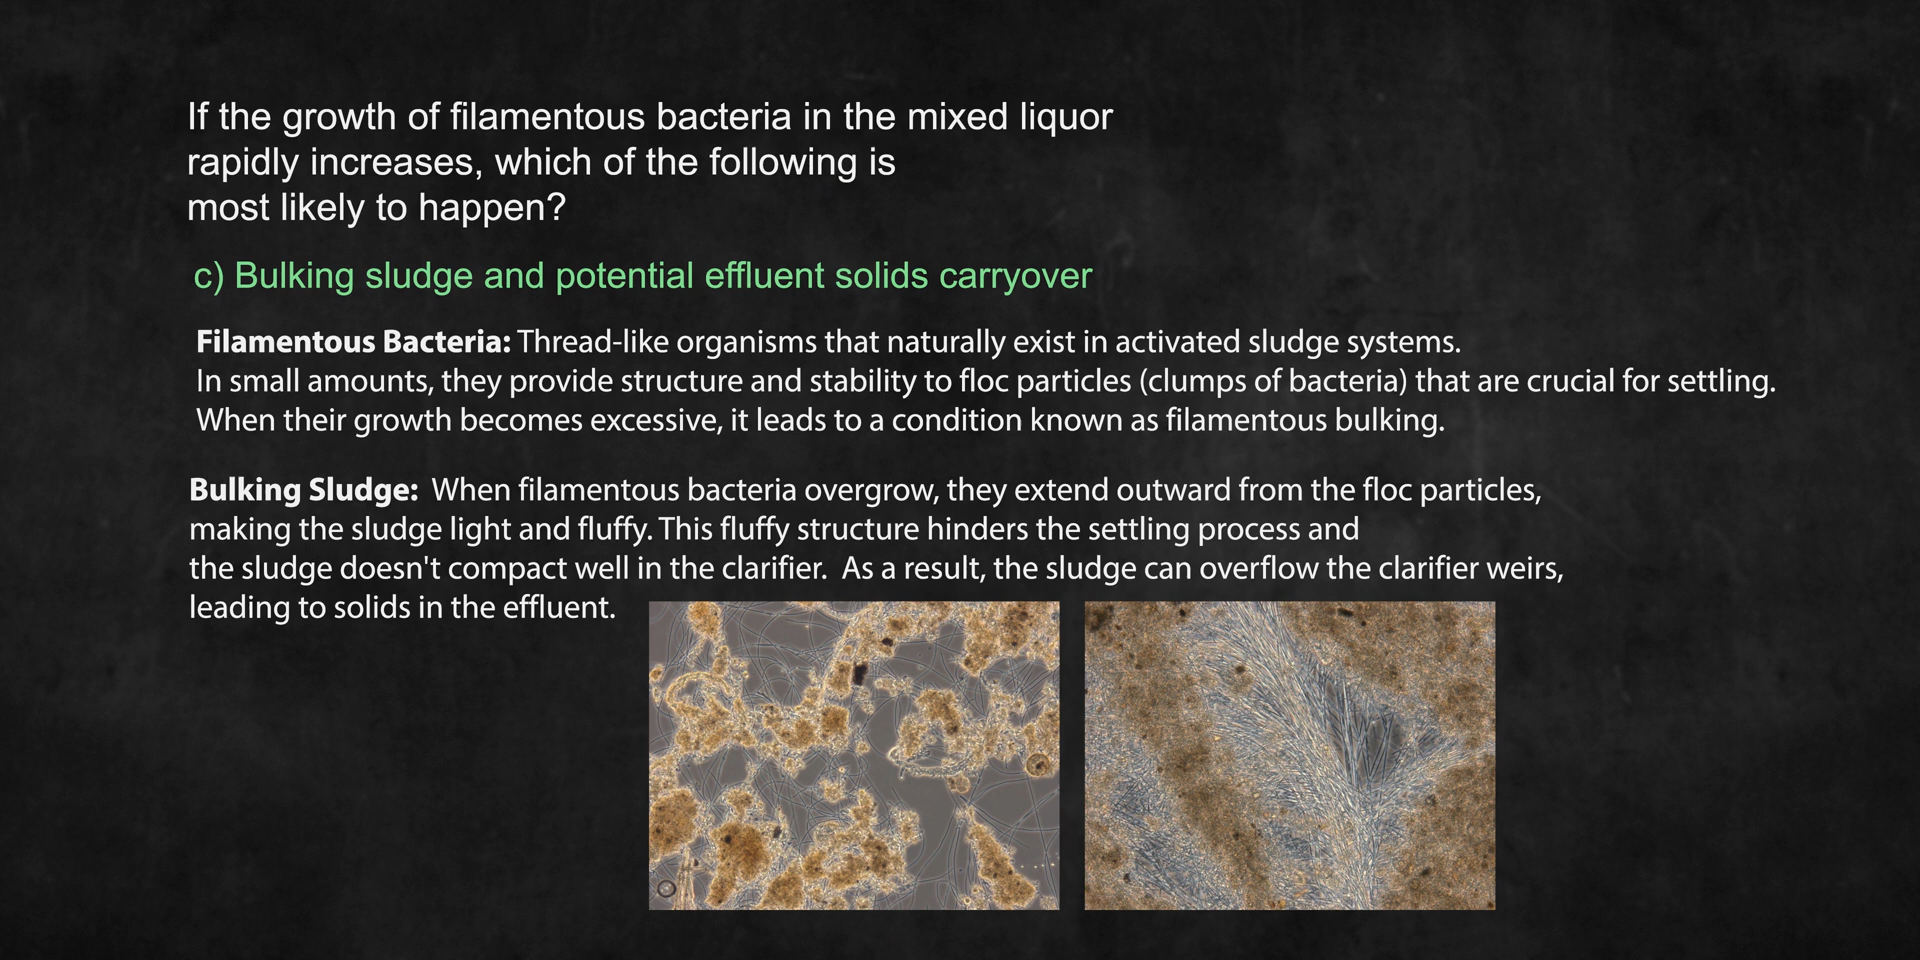 If the growth of filamentous bacteria in the mixed liquor
rapidly increases, which of the following is
most likely to happen?
c) Bulking sludge and potential effluent solids carryover
Filamentous Bacteria: Thread-like organisms that naturally exist in activated sludge systems.
In small amounts, they provide structure and stability to floc particles (clumps of bacteria) that are crucial for settling.
When their growth becomes excessive, it leads to a condition known as filamentous bulking.
Bulking Sludge: When filamentous bacteria overgrow, they extend outward from the floc particles,
making the sludge light and fluffy. This fluffy structure hinders the settling process and
the sludge doesn't compact well in the clarifier. As a result, the sludge can overflow the clarifier weirs,
leading to solids in the effluent.